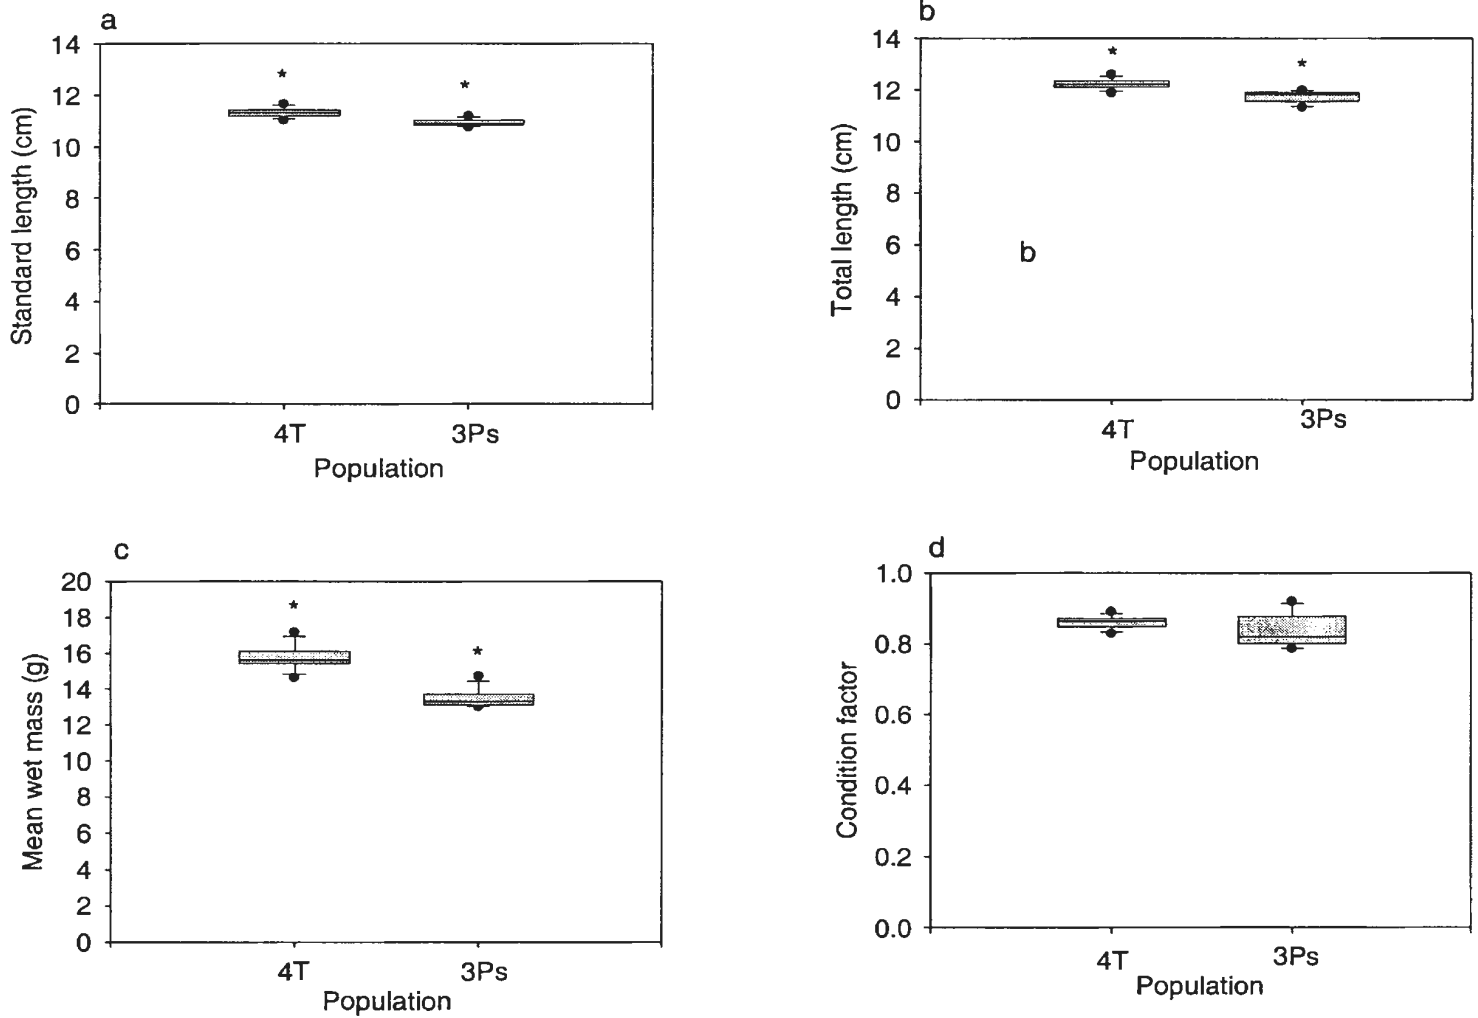 a
14
12
10
8
6
4
2
0
Standard length (cm)
*
*
4T 3Ps
Population
b
14
12
10
8
6
4
2
0
Total length (cm)
*
*
b
4T 3Ps
Population
c
20
18
16
14
12
10
8
6
4
2
0
Mean wet mass (g)
*
*
4T 3Ps
Population
d
1.0
0.8
0.6
0.4
0.2
0.0
Condition factor
4T 3Ps
Population